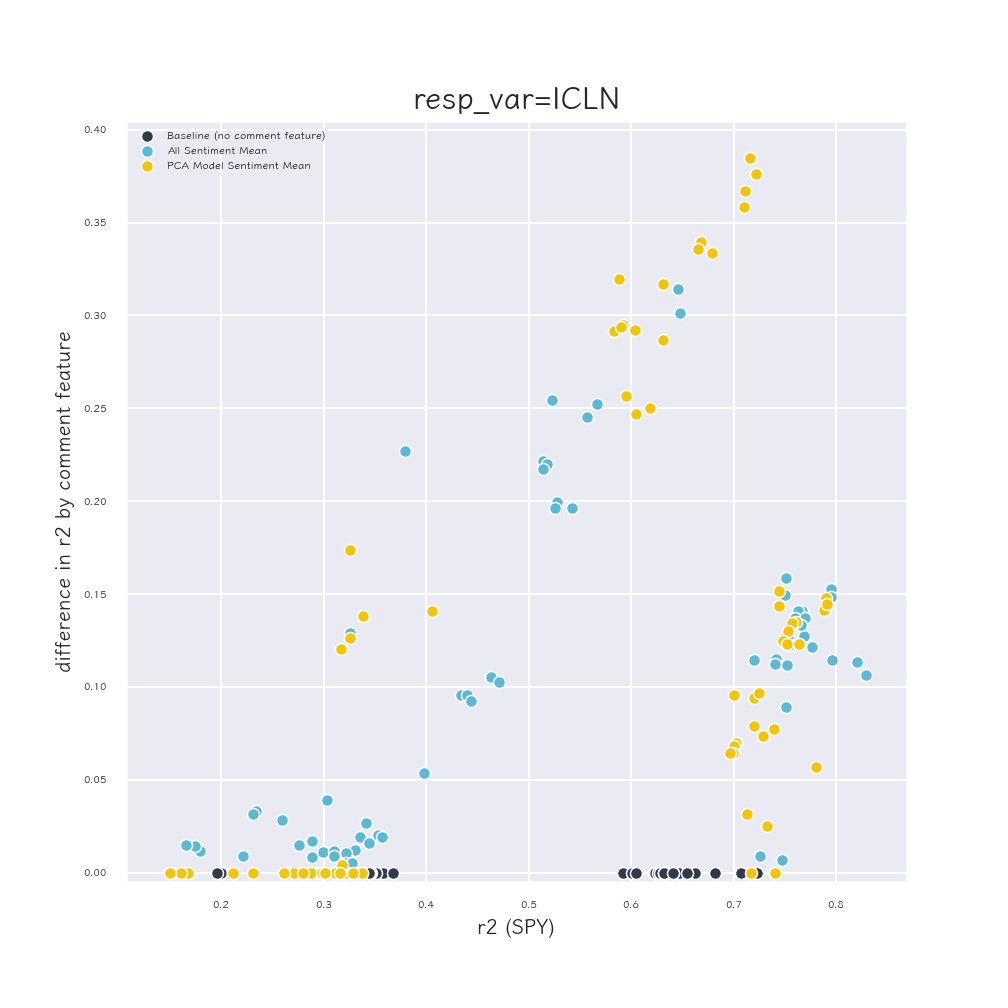 resp_var=ICLN
Baseline (no comment feature)
All Sentiment Mean
PCA Model Sentiment Mean
difference in r2 by comment feature
0.40
0.35
0.30
0.25
0.20
0.15
0.10
0.05
0.00
0.2 0.3 0.4 0.5 0.6 0.7 0.8
r2 (SPY)